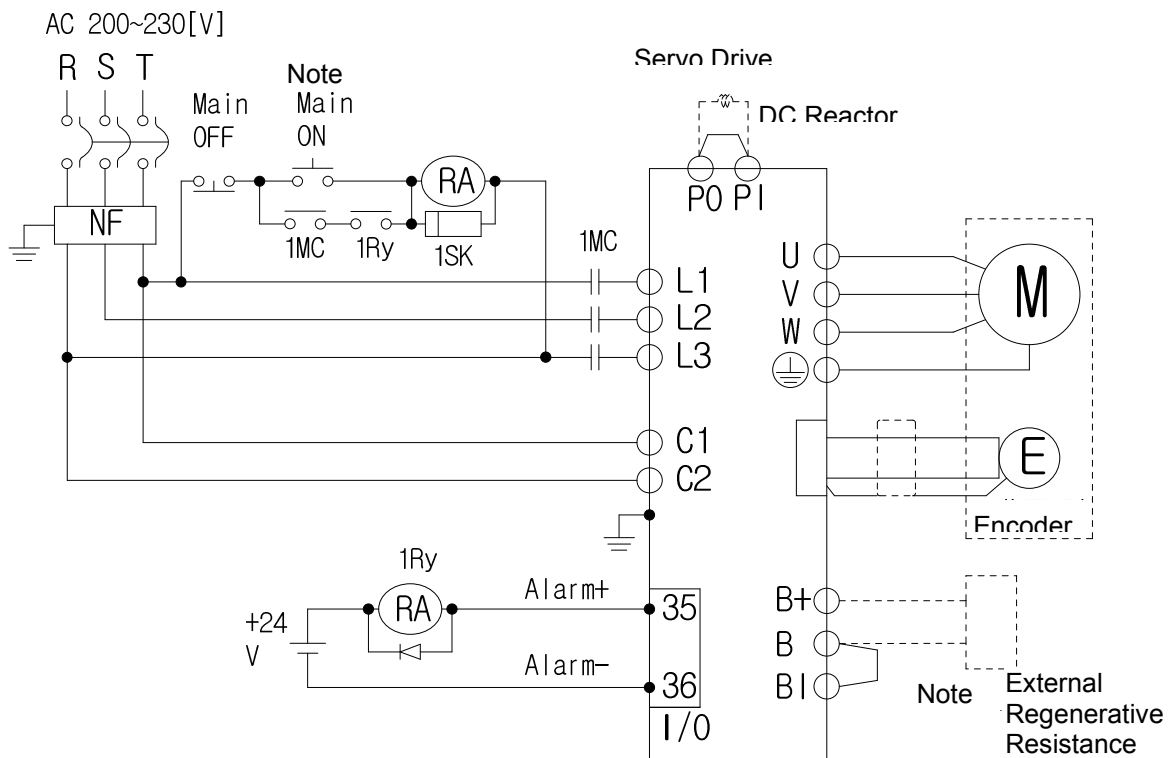 AC 200~230[V]
R S T
Main
OFF
Note
Main
ON
RA
1MC
1Ry
1SK
NF
1MC
Servo Drive
DC Reactor
PO PI
L1
L2
L3
C1
C2
U
V
W
M
E
Encoder
1Ry
RA
+24
V
Alarm+
Alarm-
35
36
I/O
B+
B
BI
Note
External
Regenerative
Resistance